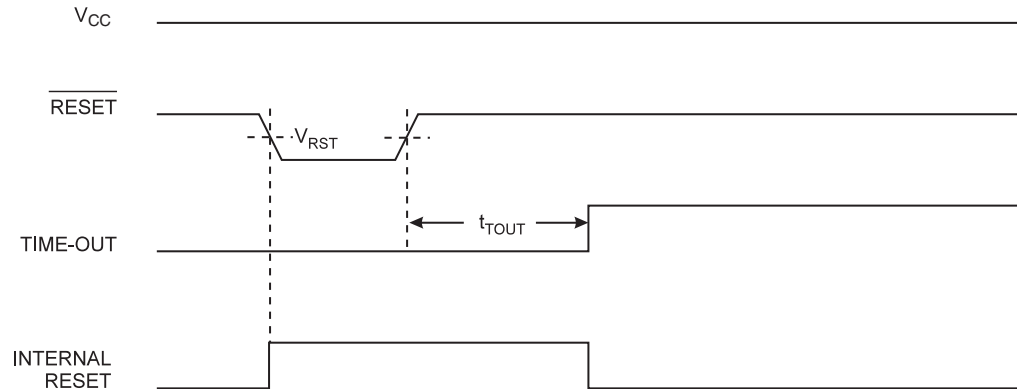 VCC
RESET
VRST
tTOUT
TIME-OUT
INTERNAL
RESET